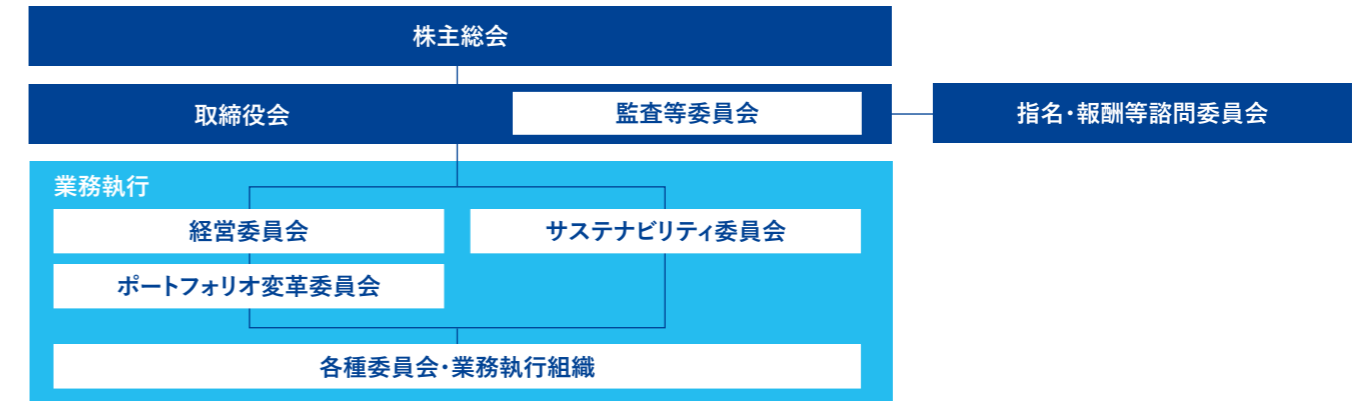 株主総会
取締役会
監査等委員会
指名・報酬等諮問委員会
業務執行
経営委員会
サステナビリティ委員会
ポートフォリオ変革委員会
各種委員会・業務執行組織